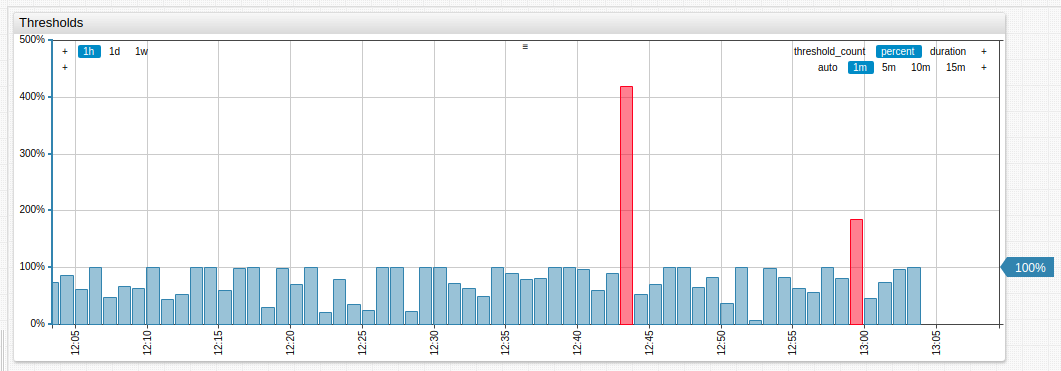 Thresholds
500%
+ 1h 1d 1w
≡
threshold_count percent duration +
+
auto 1m 5m 10m 15m +
400%
300%
200%
100%
100%
0%
12:05 12:10 12:15 12:20 12:25 12:30 12:35 12:40 12:45 12:50 12:55 13:00 13:05